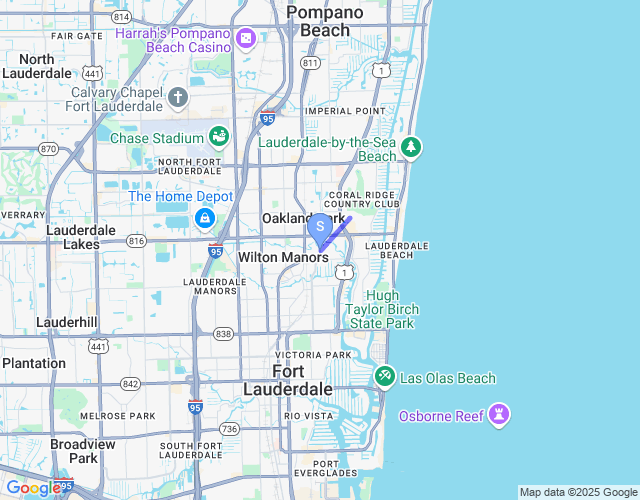 Pompano
Beach
FAIR GATE
Harrah's Pompano
Beach Casino
814
North
Lauderdale
441
811
1
Calvary Chapel
Fort Lauderdale
IMPERIAL POINT
95
Chase Stadium
Lauderdale-by-the-Sea
Beach
870
NORTH FORT
LAUDERDALE
The Home Depot
CORAL RIDGE
COUNTRY CLUB
VERRARY
Oakland Park
S
Lauderdale
Lakes
816
95
Wilton Manors
LAUDERDALE
BEACH
1
LAUDERDALE
MANORS
Hugh
Taylor Birch
State Park
Lauderhill
838
441
Plantation
VICTORIA PARK
Fort
Lauderdale
Las Olas Beach
842
95
MELROSE PARK
RIO VISTA
Osborne Reef
736
Broadview
Park
SOUTH FORT
LAUDERDALE
PORT
EVERGLADES
95
Google
Map data ©2025 Google